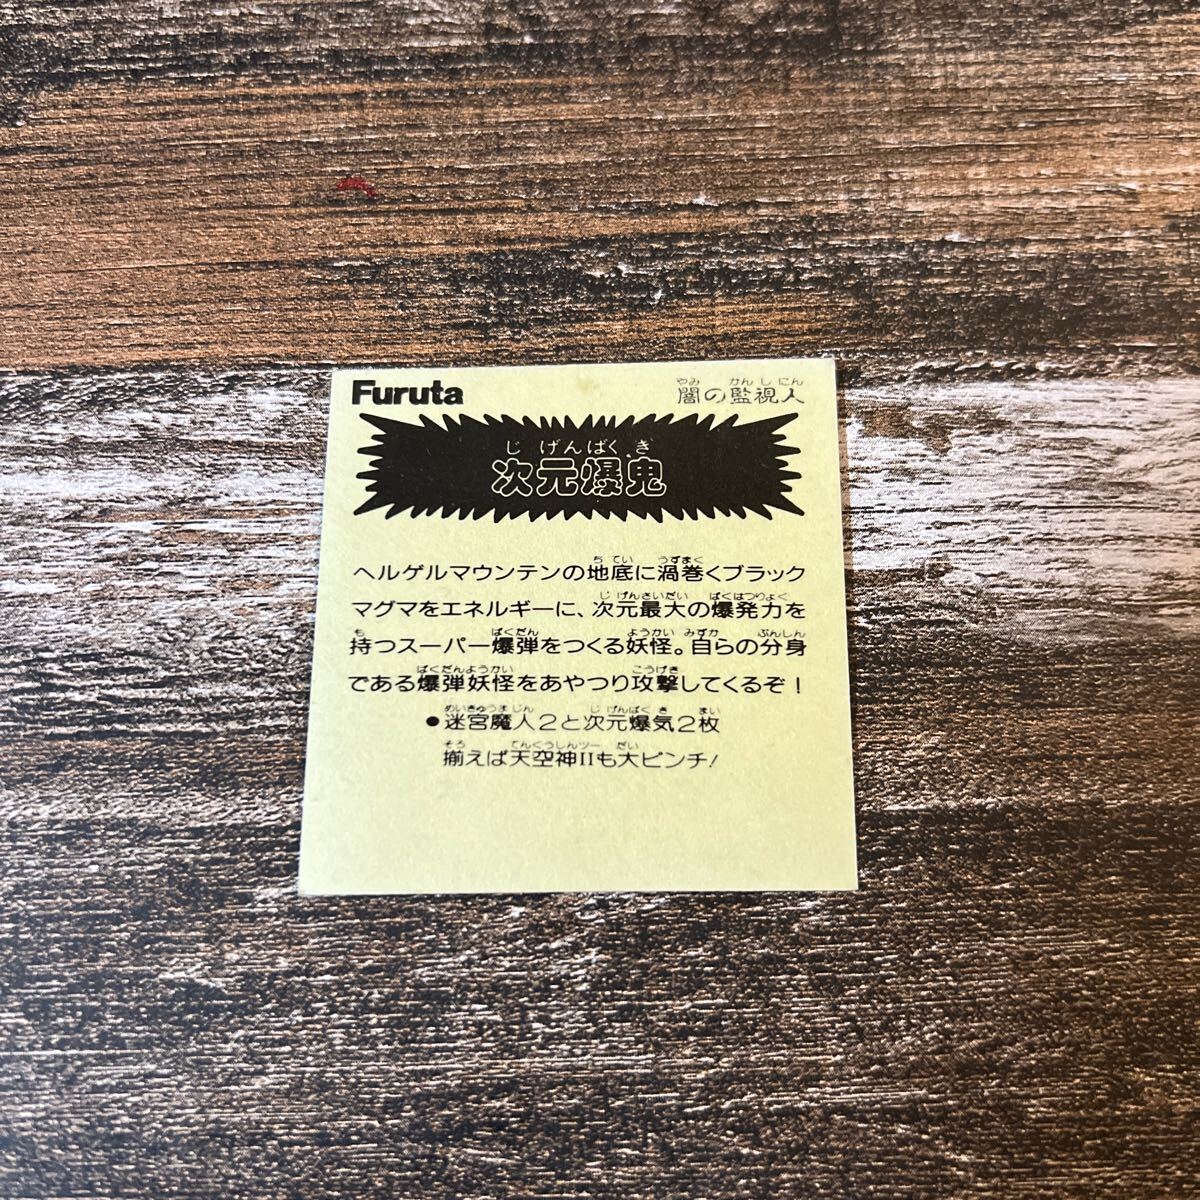 Furuta
やみ かんしにん
闇の監視人
じ げんばく き
次元爆鬼
ち てい うずまく
ヘルゲルマウンテンの地底に渦巻くブラック
じ げんさいだい ばくはつりょく
マグマをエネルギーに、次元最大の爆発力を
も ばくだん ようかい みずか ぶんしん
持つスーパー爆弾をつくる妖怪。自らの分身
ばくだんようかい こうげき
である爆弾妖怪をあやつり攻撃してくるぞ!
めいきゅうま じん じ げんばく き まい
●迷宮魔人2と次元爆気2枚
そろ てんくうしんツー だい
揃えば天空神IIも大ピンチ!